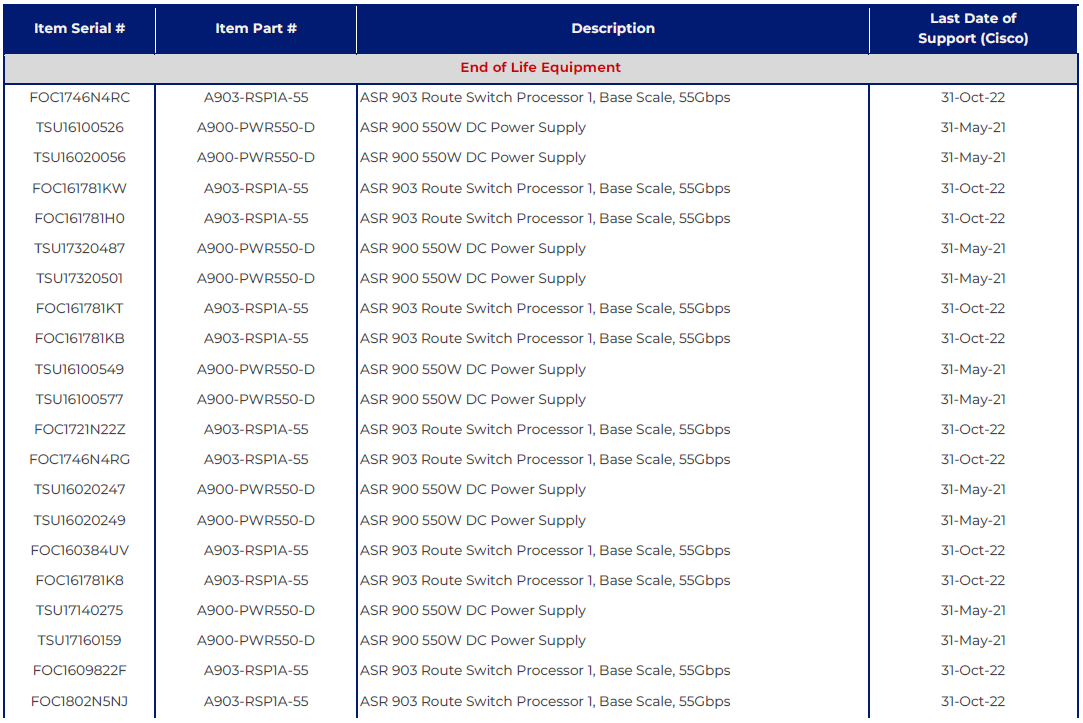 Item Serial # Item Part # Description Last Date of Support (Cisco)
End of Life Equipment
FOC1746N4RC A903-RSP1A-55 ASR 903 Route Switch Processor 1, Base Scale, 55Gbps 31-Oct-22
TSU16100526 A900-PWR550-D ASR 900 550W DC Power Supply 31-May-21
TSU16020056 A900-PWR550-D ASR 900 550W DC Power Supply 31-May-21
FOC161781KW A903-RSP1A-55 ASR 903 Route Switch Processor 1, Base Scale, 55Gbps 31-Oct-22
FOC161781H0 A903-RSP1A-55 ASR 903 Route Switch Processor 1, Base Scale, 55Gbps 31-Oct-22
TSU17320487 A900-PWR550-D ASR 900 550W DC Power Supply 31-May-21
TSU17320501 A900-PWR550-D ASR 900 550W DC Power Supply 31-May-21
FOC161781KT A903-RSP1A-55 ASR 903 Route Switch Processor 1, Base Scale, 55Gbps 31-Oct-22
FOC161781KB A903-RSP1A-55 ASR 903 Route Switch Processor 1, Base Scale, 55Gbps 31-Oct-22
TSU16100549 A900-PWR550-D ASR 900 550W DC Power Supply 31-May-21
TSU16100577 A900-PWR550-D ASR 900 550W DC Power Supply 31-May-21
FOC1721N22Z A903-RSP1A-55 ASR 903 Route Switch Processor 1, Base Scale, 55Gbps 31-Oct-22
FOC1746N4RG A903-RSP1A-55 ASR 903 Route Switch Processor 1, Base Scale, 55Gbps 31-Oct-22
TSU16020247 A900-PWR550-D ASR 900 550W DC Power Supply 31-May-21
TSU16020249 A900-PWR550-D ASR 900 550W DC Power Supply 31-May-21
FOC160384UV A903-RSP1A-55 ASR 903 Route Switch Processor 1, Base Scale, 55Gbps 31-Oct-22
FOC161781K8 A903-RSP1A-55 ASR 903 Route Switch Processor 1, Base Scale, 55Gbps 31-Oct-22
TSU17140275 A900-PWR550-D ASR 900 550W DC Power Supply 31-May-21
TSU17160159 A900-PWR550-D ASR 900 550W DC Power Supply 31-May-21
FOC1609822F A903-RSP1A-55 ASR 903 Route Switch Processor 1, Base Scale, 55Gbps 31-Oct-22
FOC1802N5NJ A903-RSP1A-55 ASR 903 Route Switch Processor 1, Base Scale, 55Gbps 31-Oct-22